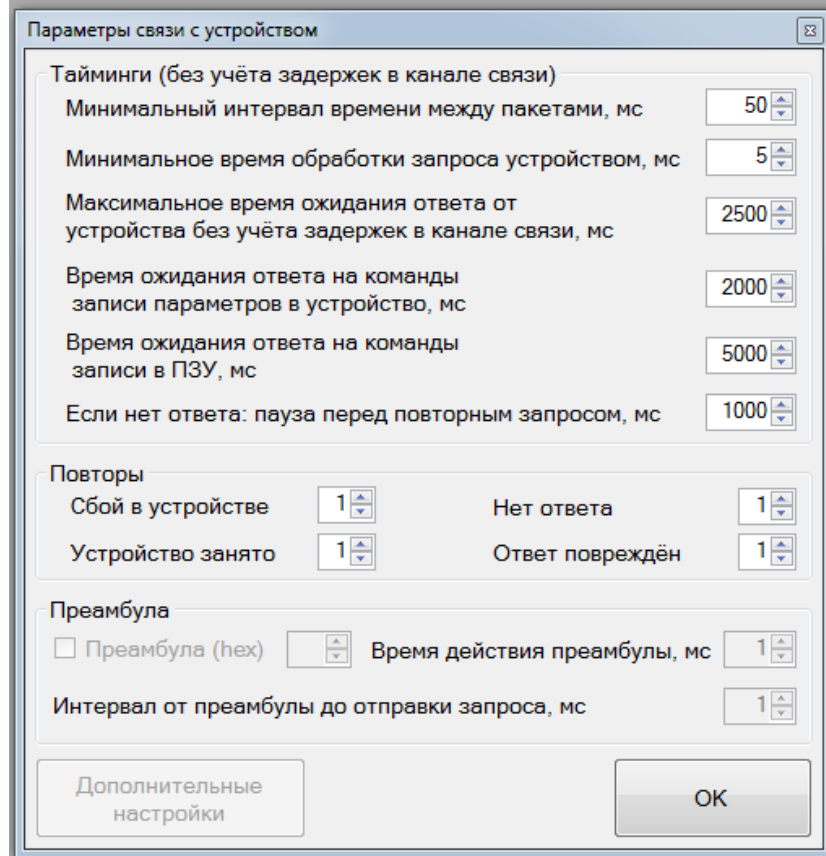 Параметры связи с устройством
Тайминги (без учёта задержек в канале связи)
Минимальный интервал времени между пакетами, мс 50
Минимальное время обработки запроса устройством, мс 5
Максимальное время ожидания ответа от
устройства без учёта задержек в канале связи, мс 2500
Время ожидания ответа на команды
записи параметров в устройство, мс 2000
Время ожидания ответа на команды
записи в ПЗУ, мс 5000
Если нет ответа: пауза перед повторным запросом, мс 1000
Повторы
Сбой в устройстве 1 Нет ответа 1
Устройство занято 1 Ответ повреждён 1
Преамбула
Преамбула (hex) Время действия преамбулы, мс 1
Интервал от преамбулы до отправки запроса, мс 1
Дополнительные
настройки
OK